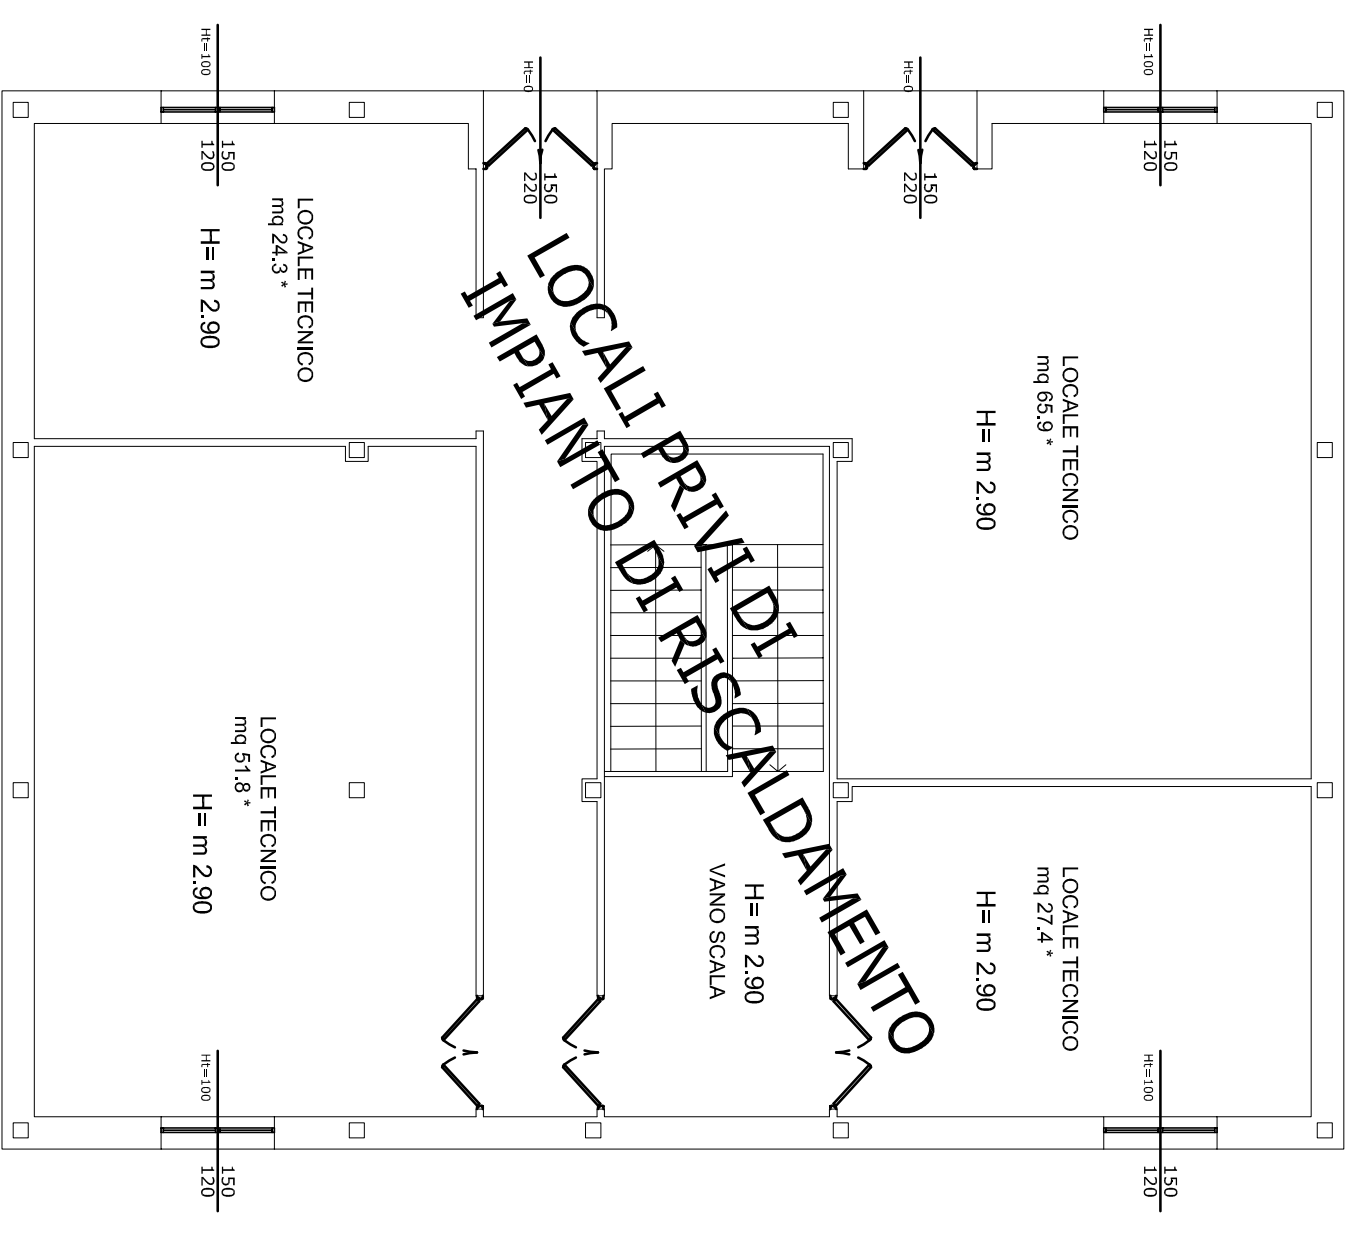 Ht=100
150
120
Ht=0
150
220
Ht=0
150
220
Ht=100
150
120
LOCALE TECNICO
mq 24.3 *
H= m 2.90
LOCALE TECNICO
mq 65.9 *
H= m 2.90
LOCALI PRIVI DI
IMPIANTO DI RISCALDAMENTO
LOCALE TECNICO
mq 51.8 *
H= m 2.90
H= m 2.90
VANO SCALA
LOCALE TECNICO
mq 27.4 *
H= m 2.90
Ht=100
150
120
Ht=100
150
120